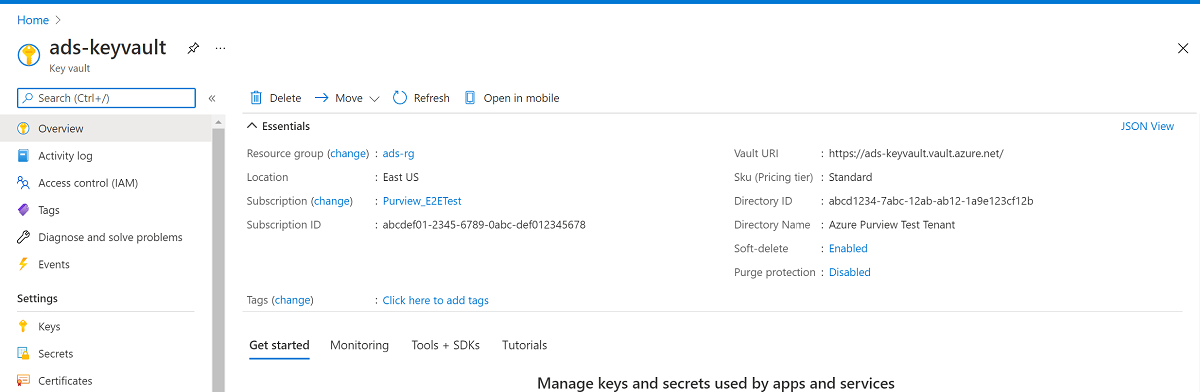 Home
ads-keyvault
Key vault
Search (Ctrl+/)
Overview
Activity log
Access control (IAM)
Tags
Diagnose and solve problems
Events
Settings
Keys
Secrets
Certificates
Delete Move Refresh Open in mobile
Essentials JSON View
Resource group (change) : ads-rg
Location : East US
Subscription (change) : Purview_E2ETest
Subscription ID : abcdef01-2345-6789-0abc-def012345678
Vault URI : https://ads-keyvault.vault.azure.net/
Sku (Pricing tier) : Standard
Directory ID : abcd1234-7abc-12ab-ab12-1a9e123cf12b
Directory Name : Azure Purview Test Tenant
Soft-delete : Enabled
Purge protection : Disabled
Tags (change) : Click here to add tags
Get started Monitoring Tools + SDKs Tutorials
Manage keys and secrets used by apps and services